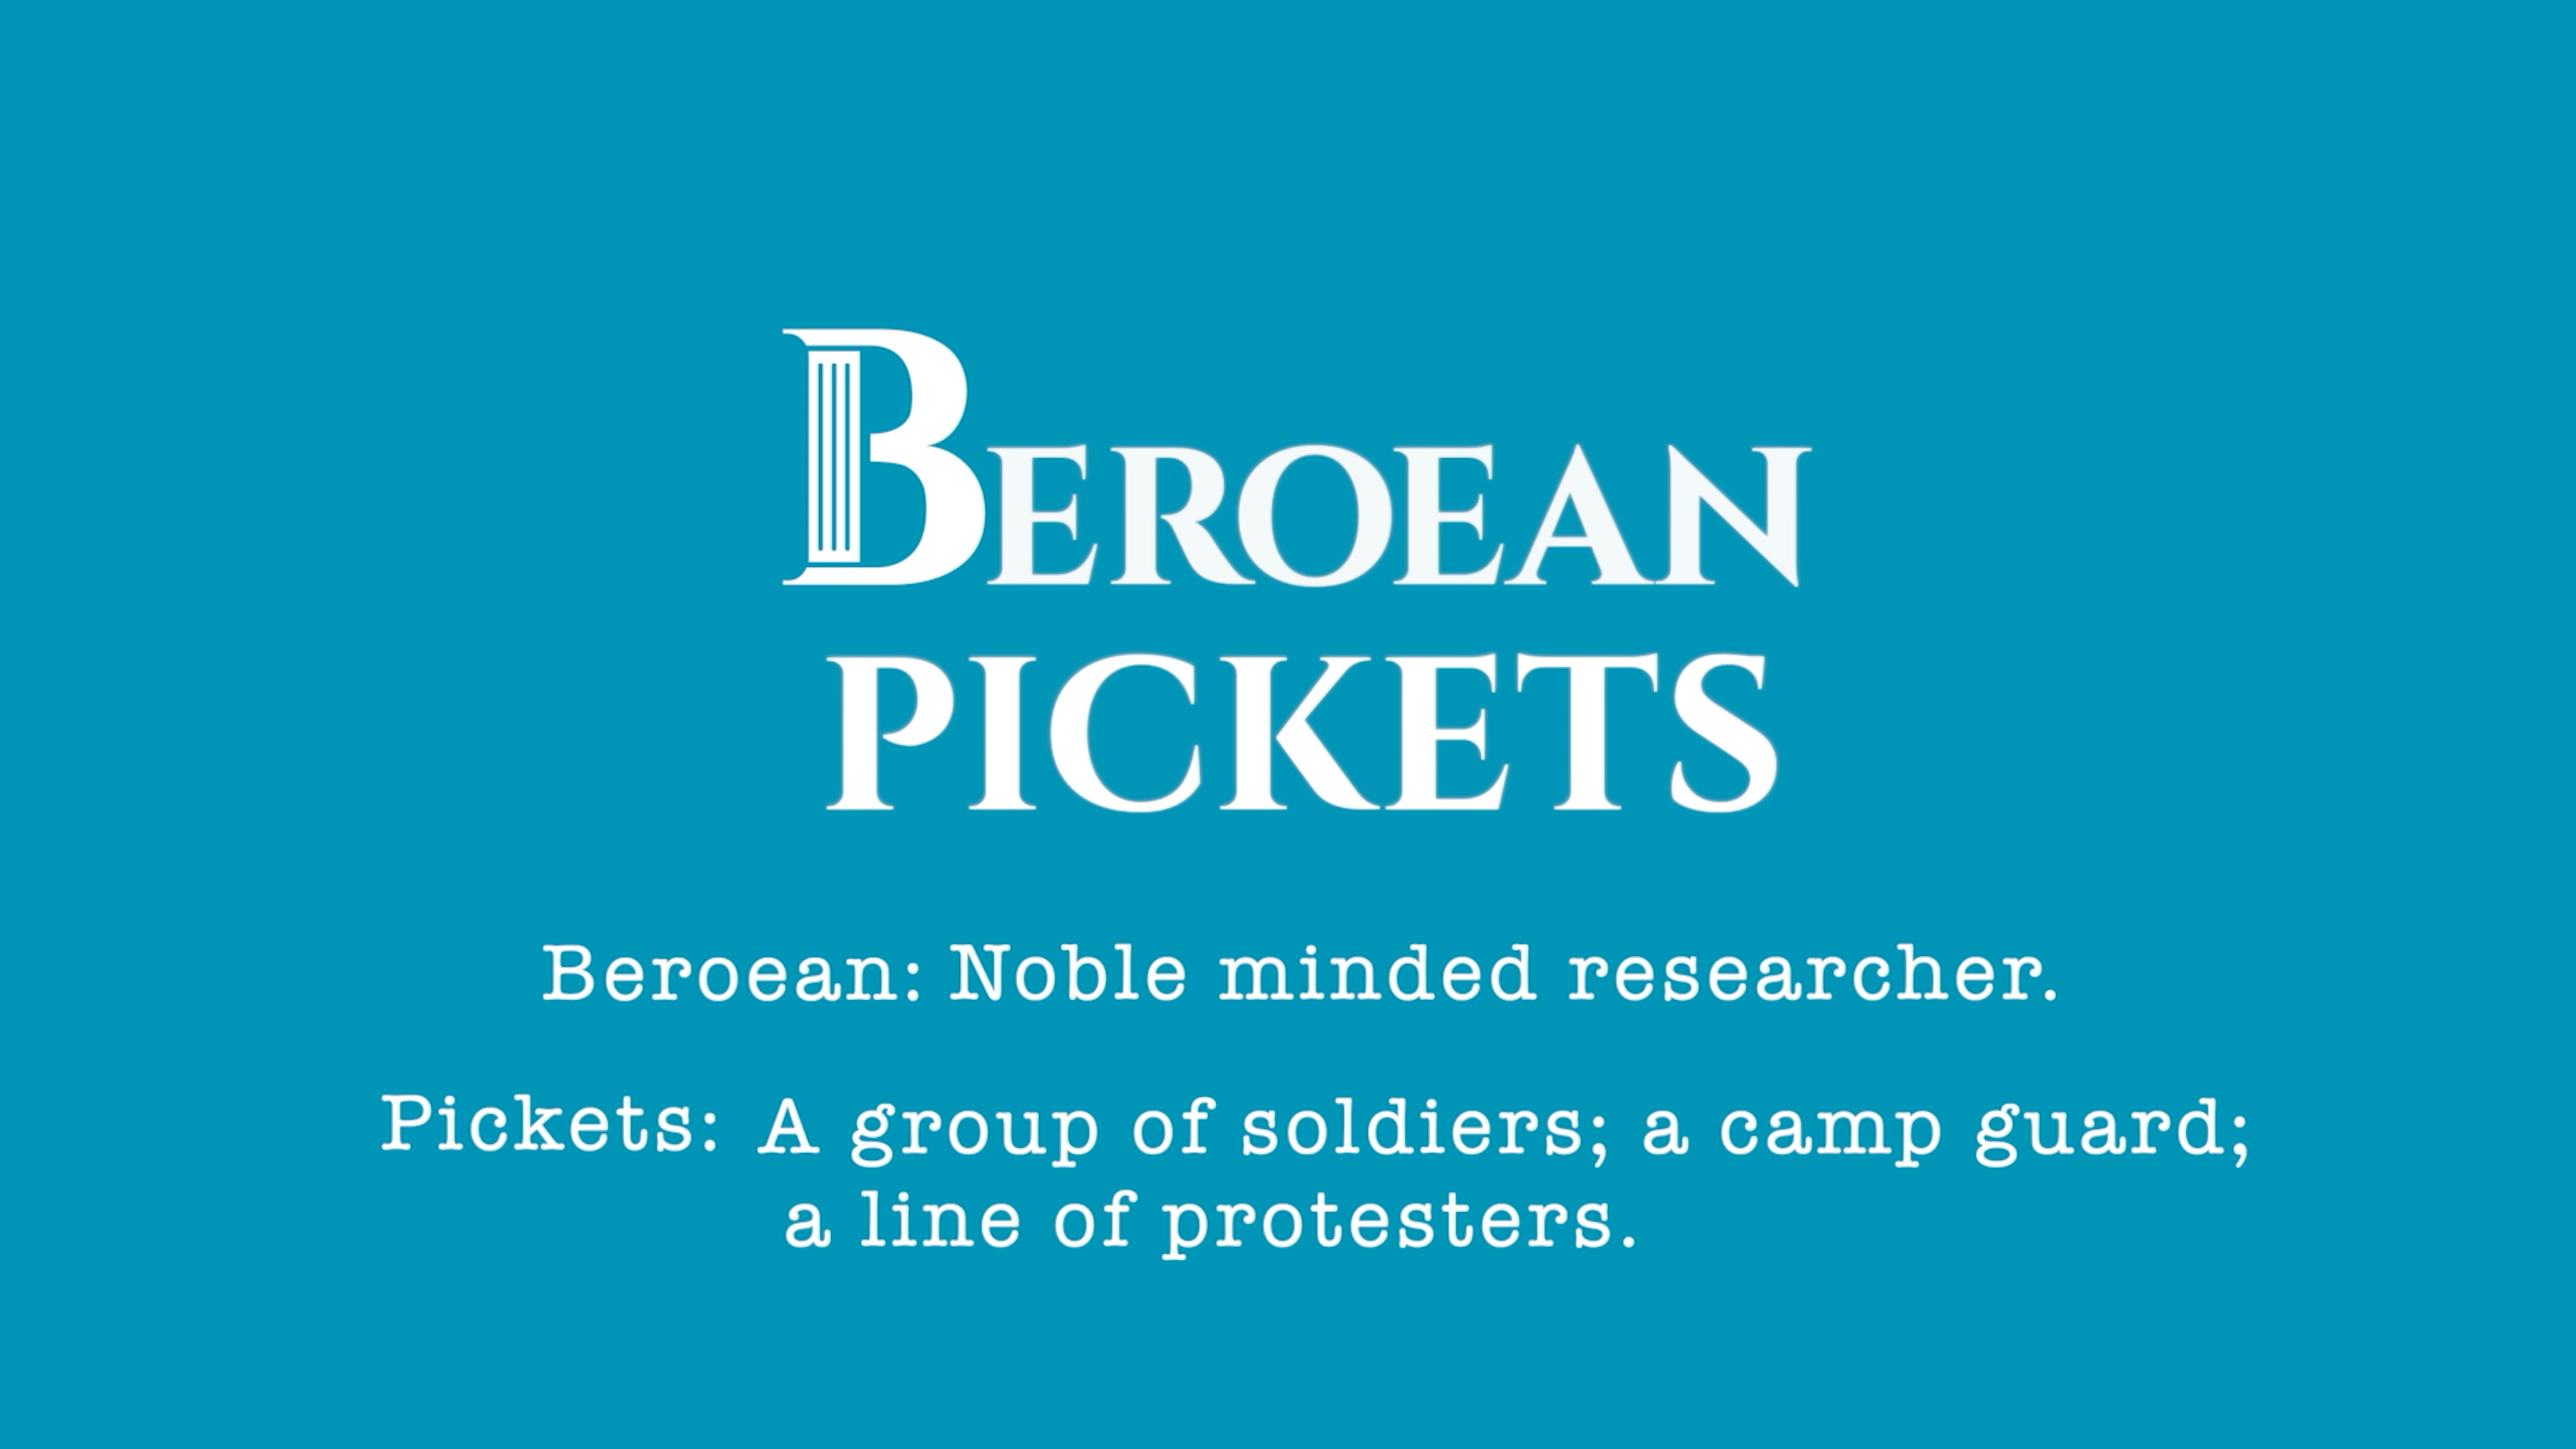 BEROEAN
PICKETS
Beroean: Noble minded researcher.
Pickets: A group of soldiers; a camp guard;
a line of protesters.